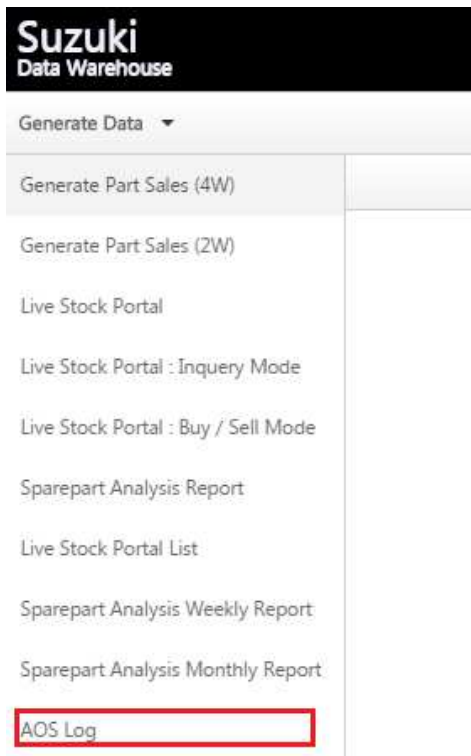 Suzuki
Data Warehouse
Generate Data
Generate Part Sales (4W)
Generate Part Sales (2W)
Live Stock Portal
Live Stock Portal : Inquery Mode
Live Stock Portal : Buy / Sell Mode
Sparepart Analysis Report
Live Stock Portal List
Sparepart Analysis Weekly Report
Sparepart Analysis Monthly Report
AOS Log